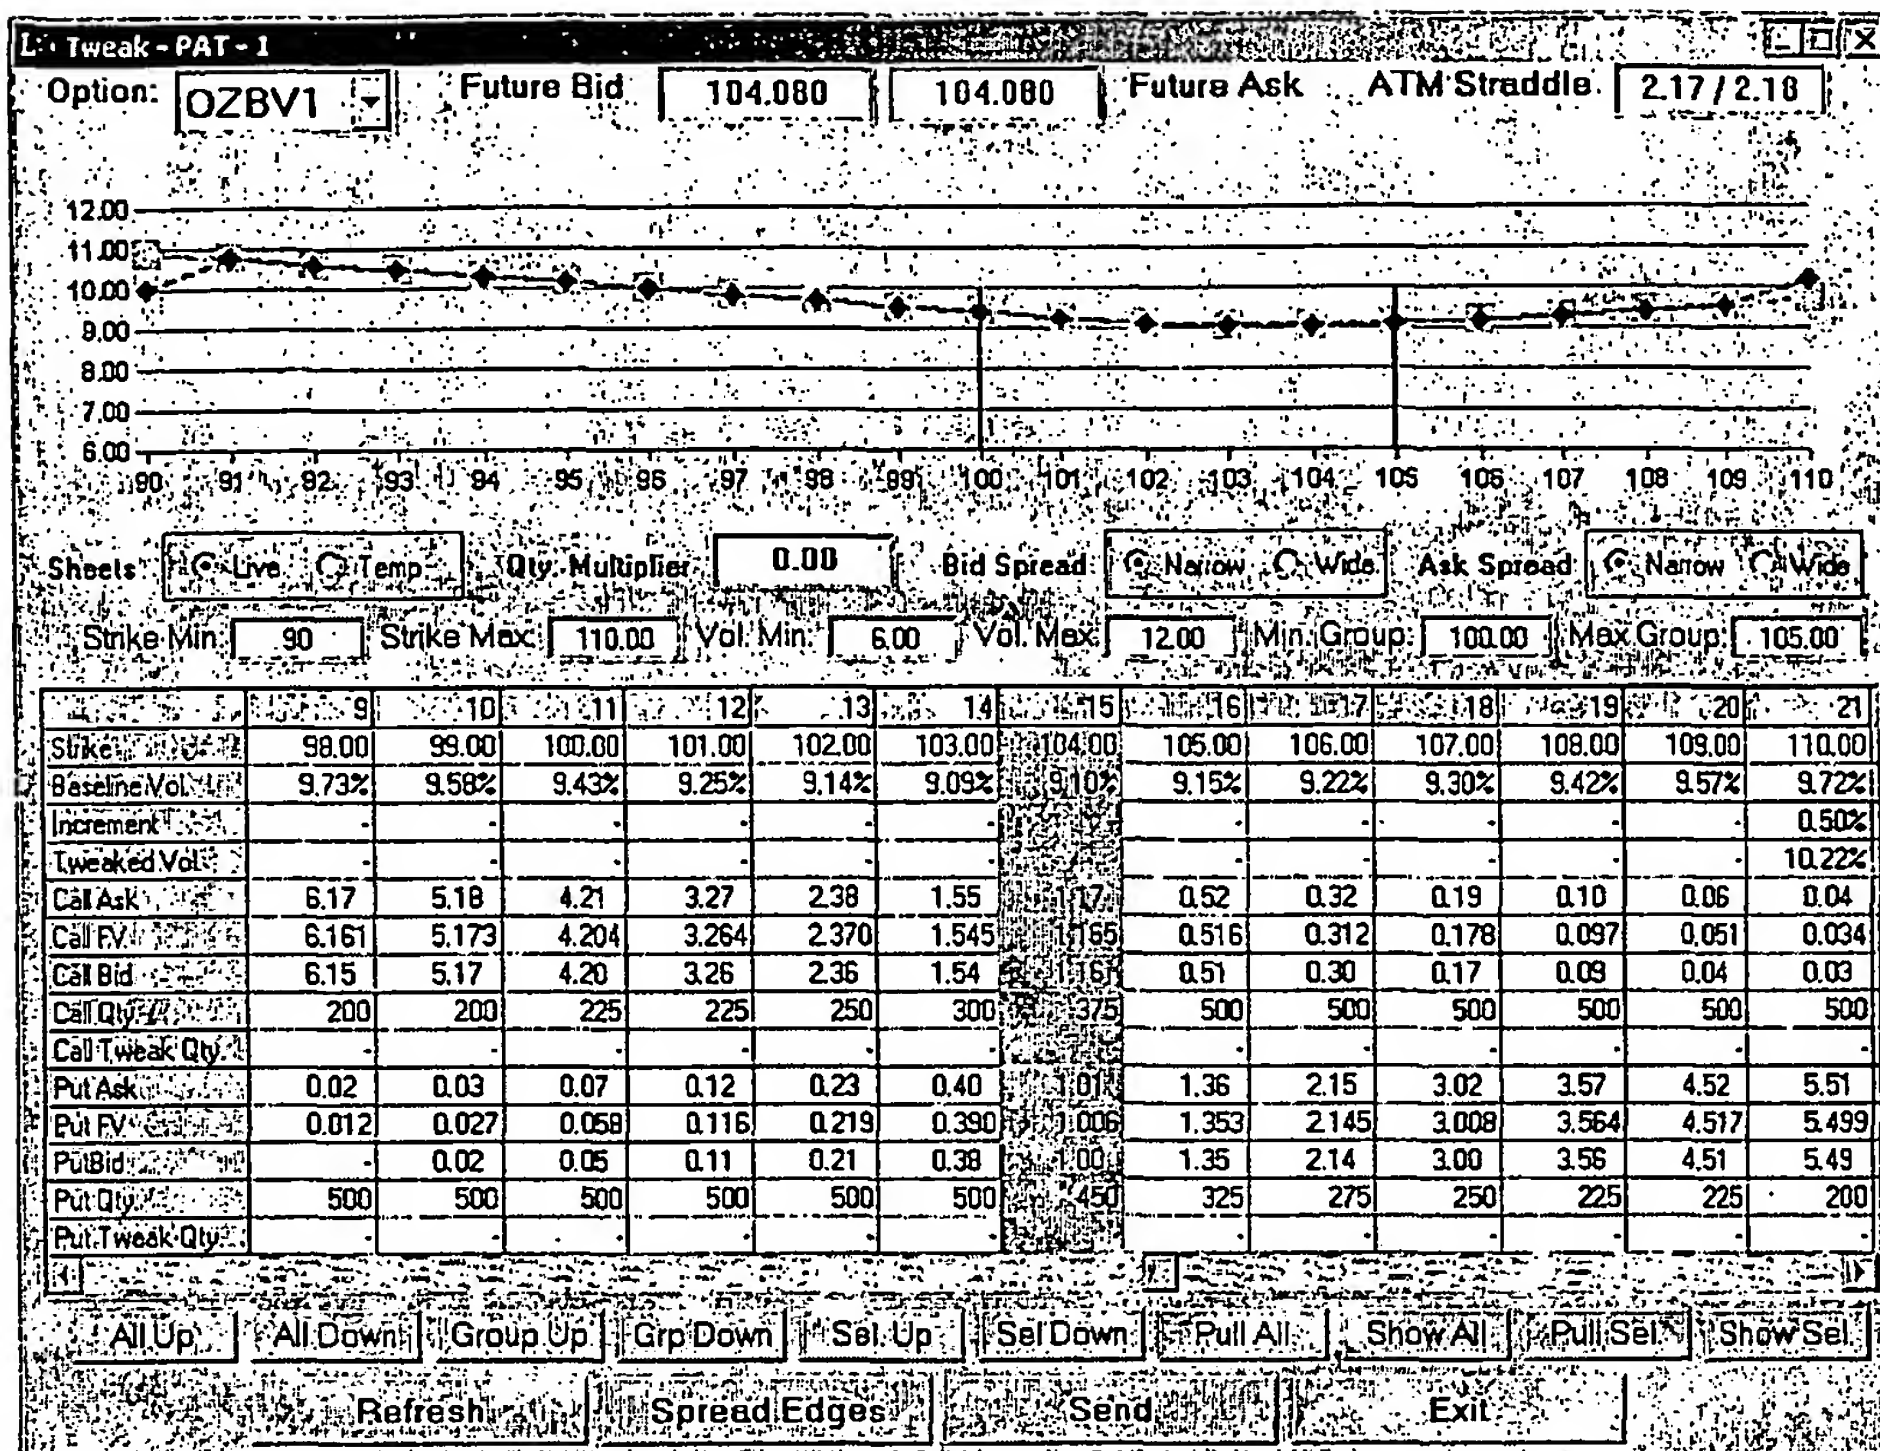 Tweak - PAT - 1
Option: OZBV1 Future Bid 104.080 104.080 Future Ask ATM Straddle 2.17 / 2.18
12.00
11.00
10.00
9.00
8.00
7.00
6.00
90 91 92 93 94 95 96 97 98 99 100 101 102 103 104 105 106 107 108 109 110
Sheets Live Temp Qty. Multiplier 0.00 Bid Spread Narrow Wide Ask Spread Narrow Wide
Strike Min. 90 Strike Max 110.00 Vol. Min. 6.00 Vol. Max 12.00 Min. Group: 100.00 Max Group: 105.00
9 10 11 12 13 14 15 16 17 18 19 20 21
Strike 98.00 99.00 100.00 101.00 102.00 103.00 104.00 105.00 106.00 107.00 108.00 109.00 110.00
Baseline Vol. 9.73% 9.58% 9.43% 9.25% 9.14% 9.09% 9.10% 9.15% 9.22% 9.30% 9.42% 9.57% 9.72%
Increment - - - - - - - - - - - 0.50%
Tweaked Vol. - - - - - - - - - - - 10.22%
Call Ask 6.17 5.18 4.21 3.27 2.38 1.55 1.17 0.52 0.32 0.19 0.10 0.06 0.04
Call FV 6.161 5.173 4.204 3.264 2.370 1.545 1.165 0.516 0.312 0.178 0.097 0.051 0.034
Call Bid 6.15 5.17 4.20 3.26 2.36 1.54 1.16 0.51 0.30 0.17 0.09 0.04 0.03
Call Qty. 200 200 225 225 250 300 375 500 500 500 500 500 500
Call Tweak Qty. - - - - - - - - - - - -
Put Ask 0.02 0.03 0.07 0.12 0.23 0.40 1.01 1.36 2.15 3.02 3.57 4.52 5.51
Put FV 0.012 0.027 0.058 0.116 0.219 0.390 1.006 1.353 2.145 3.008 3.564 4.517 5.499
Put Bid - 0.02 0.05 0.11 0.21 0.38 1.00 1.35 2.14 3.00 3.56 4.51 5.49
Put Qty. 500 500 500 500 500 500 450 325 275 250 225 225 200
Put Tweak Qty. - - - - - - - - - - - -
All Up All Down Group Up Grp Down Sel. Up Sel Down Pull All Show All Pull Sel. Show Sel.
Refresh Spread Edges Send Exit